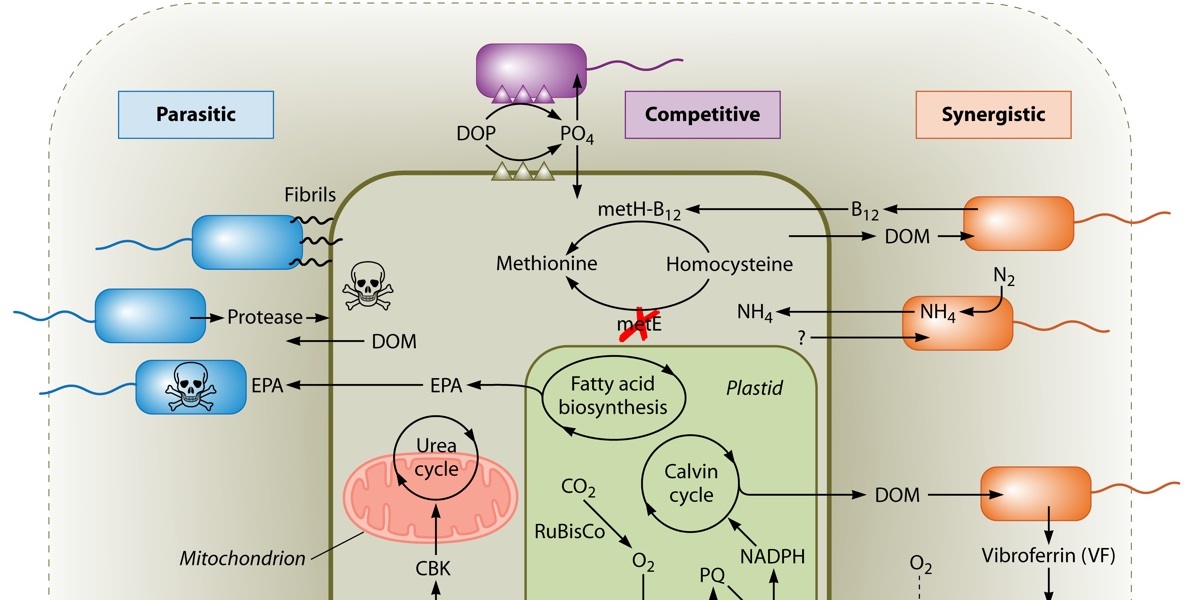 Parasitic
Competitive
Synergistic
DOP
PO₄
Fibrils
metH-B₁₂
B₁₂
DOM
Methionine
Homocysteine
N₂
NH₄
NH₄
metE
?
Protease
DOM
EPA
EPA
Fatty acid
biosynthesis
Plastid
Urea
cycle
Calvin
cycle
CO₂
DOM
RuBisCo
Mitochondrion
CBK
O₂
PQ
NADPH
O₂
Vibroferrin (VF)